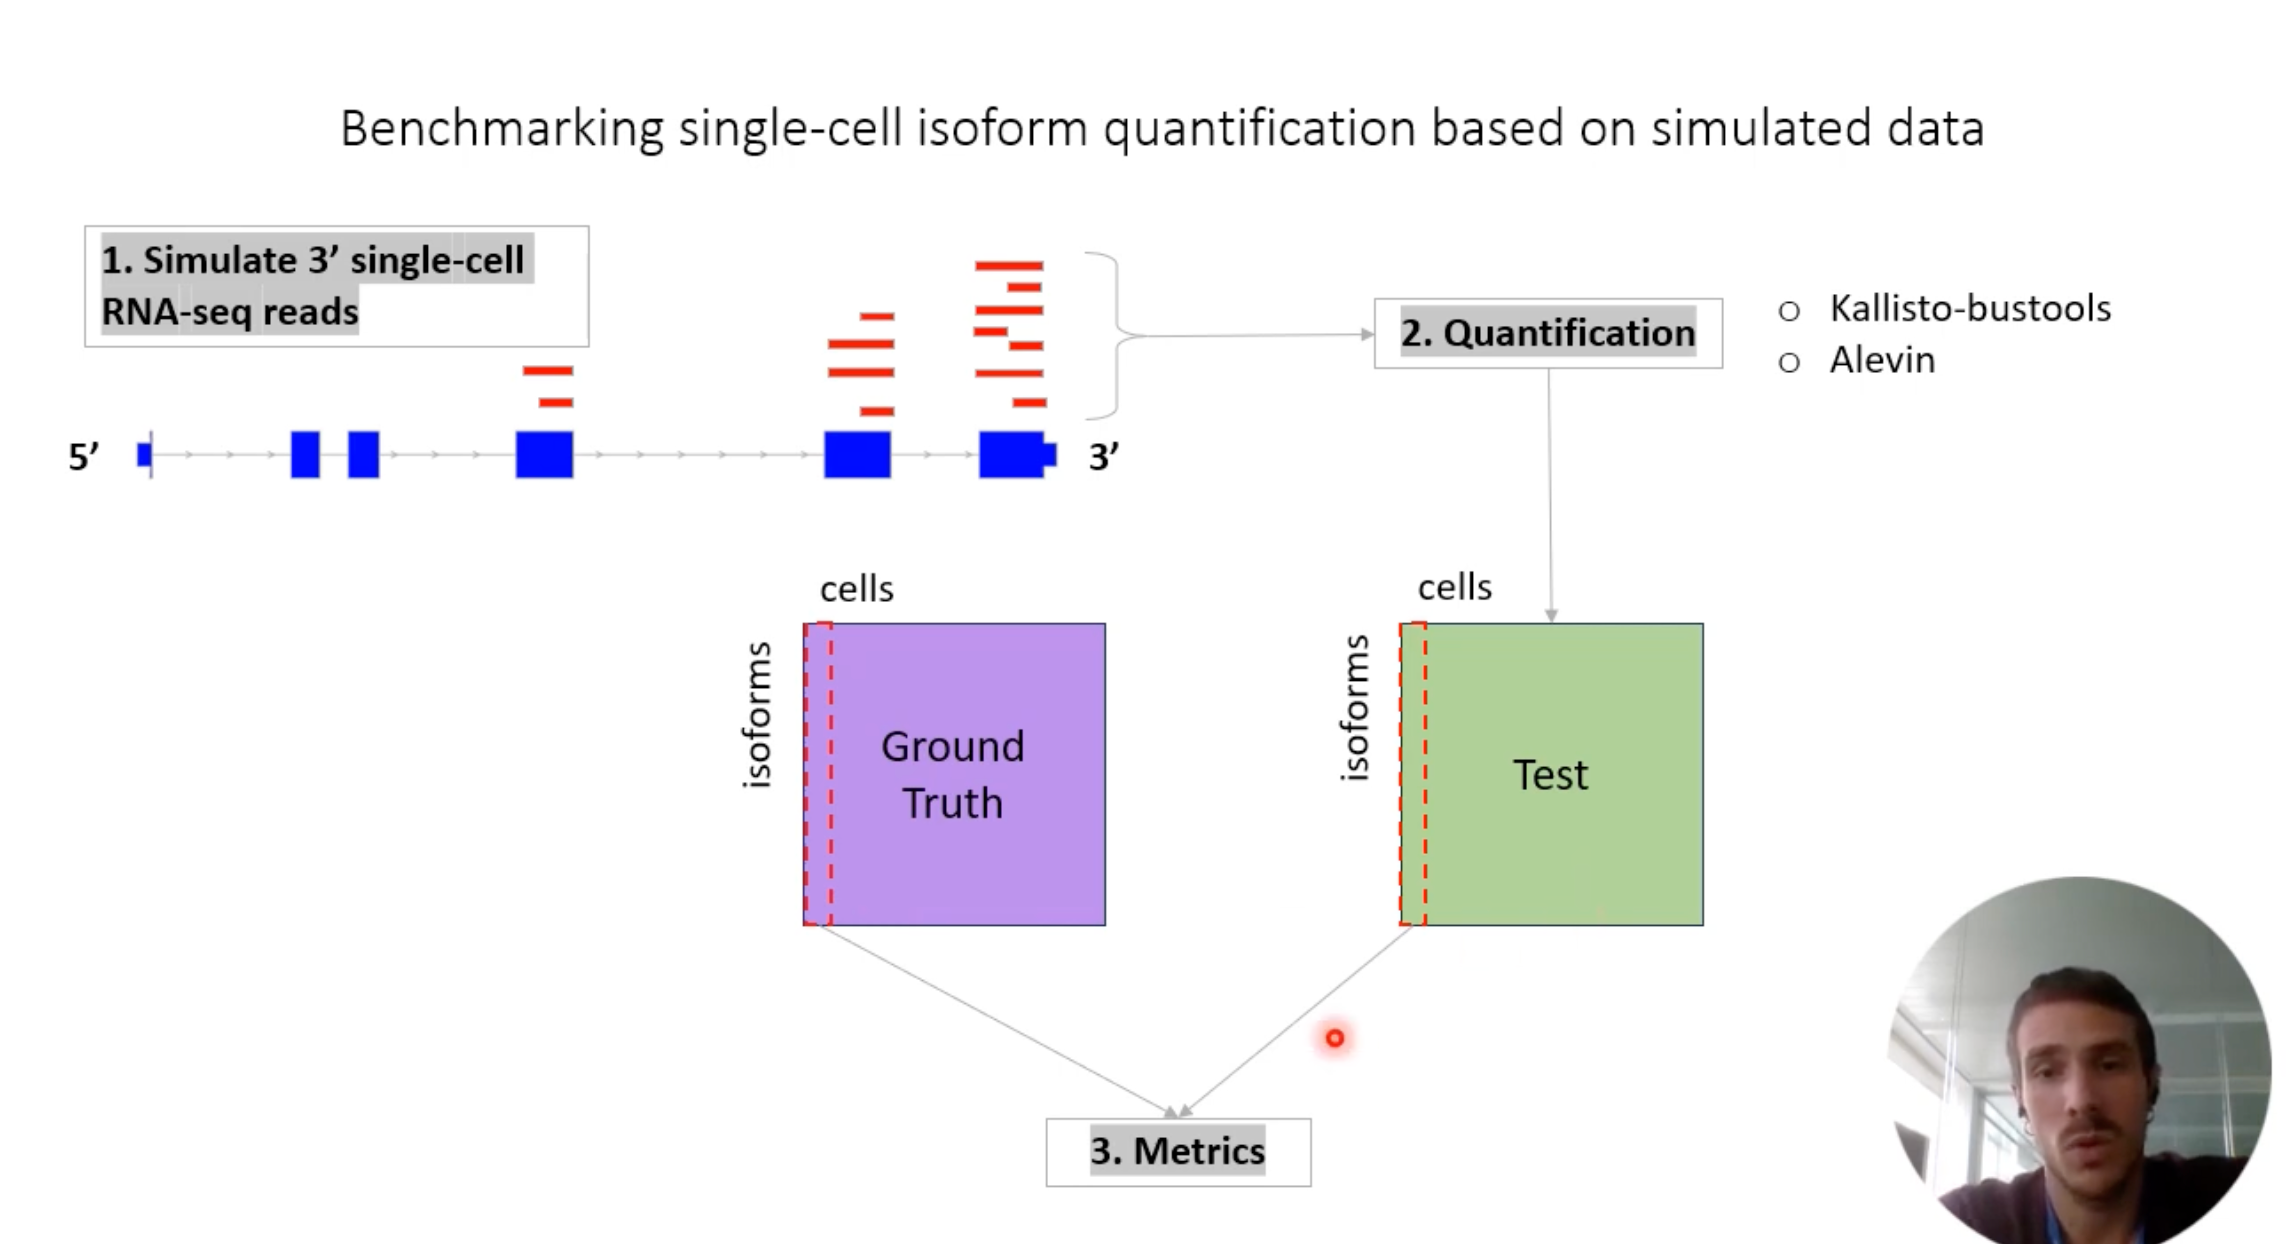 Benchmarking single-cell isoform quantification based on simulated data
1. Simulate 3’ single-cell
RNA-seq reads
2. Quantification
o Kallisto-bustools
o Alevin
5’
3’
cells
isoforms
Ground
Truth
cells
isoforms
Test
3. Metrics